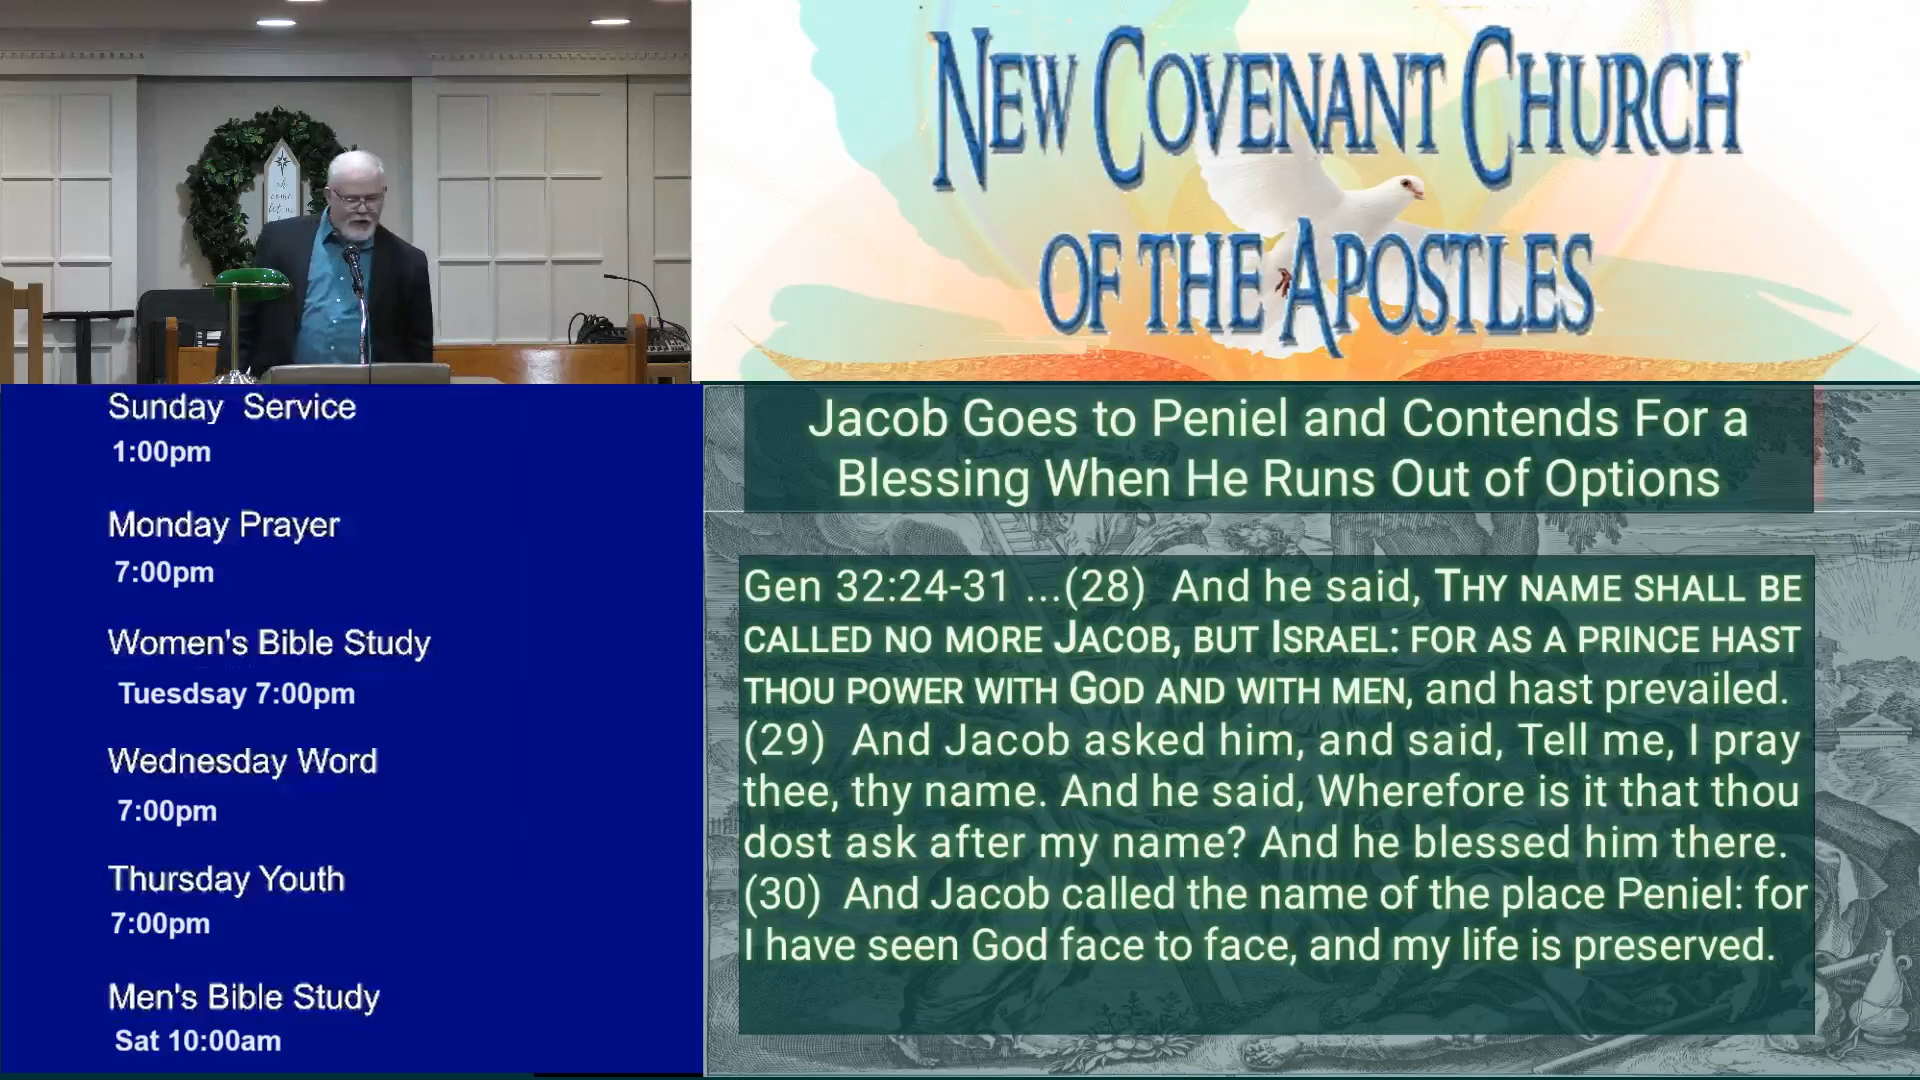 oh
come
let us
NEW COVENANT CHURCH
OF THE APOSTLES
Sunday Service
1:00pm
Monday Prayer
7:00pm
Women's Bible Study
Tuesdsay 7:00pm
Wednesday Word
7:00pm
Thursday Youth
7:00pm
Men's Bible Study
Sat 10:00am
Jacob Goes to Peniel and Contends For a
Blessing When He Runs Out of Options
Gen 32:24-31 ...(28) And he said, THY NAME SHALL BE
CALLED NO MORE JACOB, BUT ISRAEL: FOR AS A PRINCE HAST
THOU POWER WITH GOD AND WITH MEN, and hast prevailed.
(29) And Jacob asked him, and said, Tell me, I pray
thee, thy name. And he said, Wherefore is it that thou
dost ask after my name? And he blessed him there.
(30) And Jacob called the name of the place Peniel: for
I have seen God face to face, and my life is preserved.